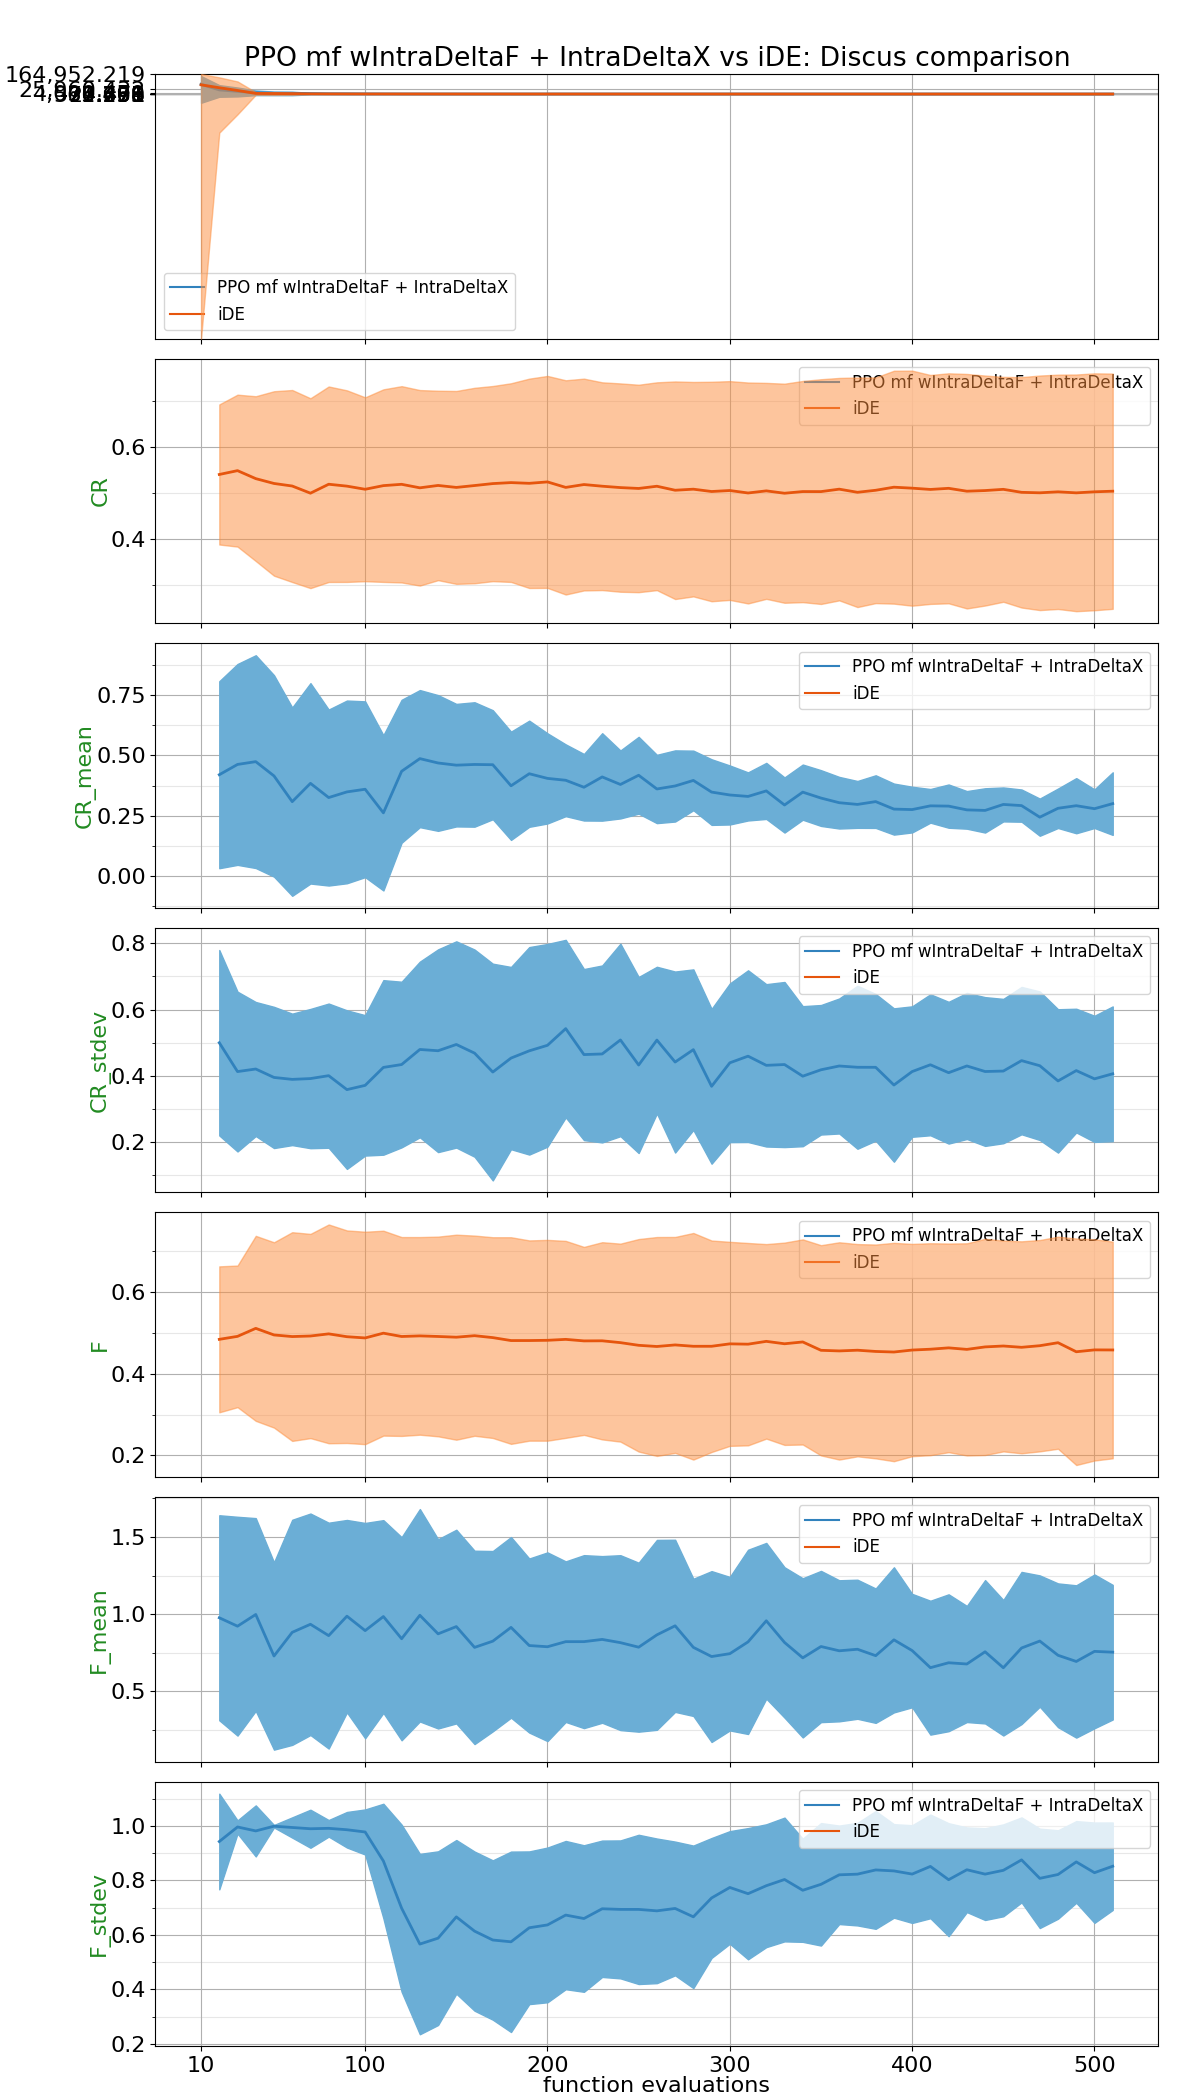 PPO mf wIntraDeltaF + IntraDeltaX vs iDE: Discus comparison
164,952.219
PPO mf wIntraDeltaF + IntraDeltaX
iDE
PPO mf wIntraDeltaF + IntraDeltaX
iDE
0.6
0.4
CR
PPO mf wIntraDeltaF + IntraDeltaX
iDE
0.75
0.50
0.25
0.00
CR_mean
PPO mf wIntraDeltaF + IntraDeltaX
iDE
0.8
0.6
0.4
0.2
CR_stdev
PPO mf wIntraDeltaF + IntraDeltaX
iDE
0.6
0.4
0.2
F
PPO mf wIntraDeltaF + IntraDeltaX
iDE
1.5
1.0
0.5
F_mean
PPO mf wIntraDeltaF + IntraDeltaX
iDE
1.0
0.8
0.6
0.4
0.2
F_stdev
10 100 200 300 400 500
function evaluations